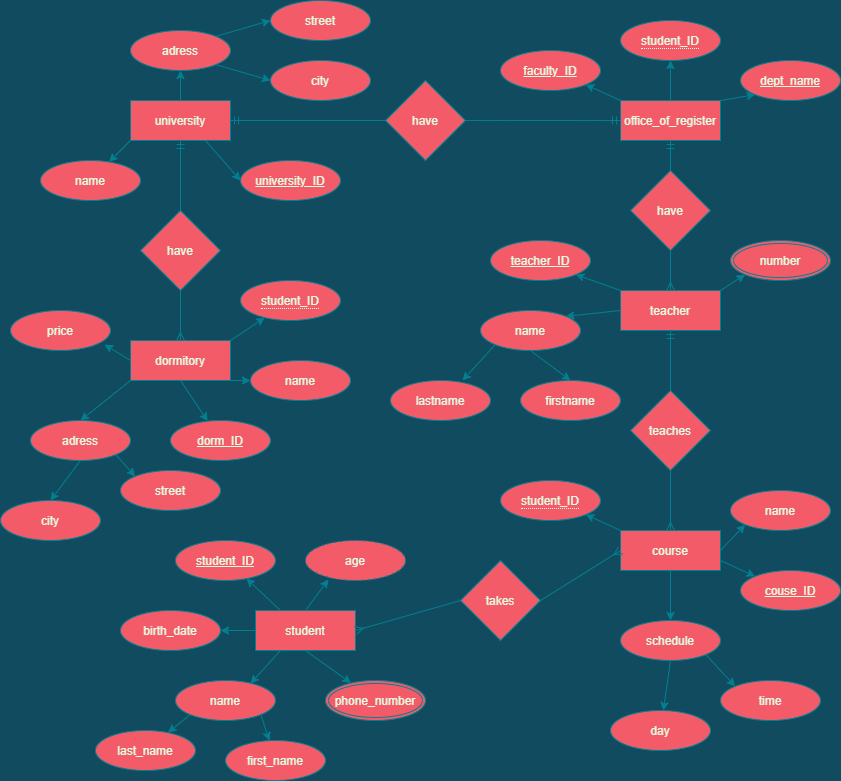 street
adress
student_ID
faculty_ID
city
dept_name
university
have
office_of_register
name
university_ID
have
have
teacher_ID
number
student_ID
teacher
price
name
dormitory
name
lastname
firstname
adress
dorm_ID
teaches
street
student_ID
name
city
course
student_ID
age
couse_ID
takes
birth_date
student
schedule
name
phone_number
time
day
last_name
first_name